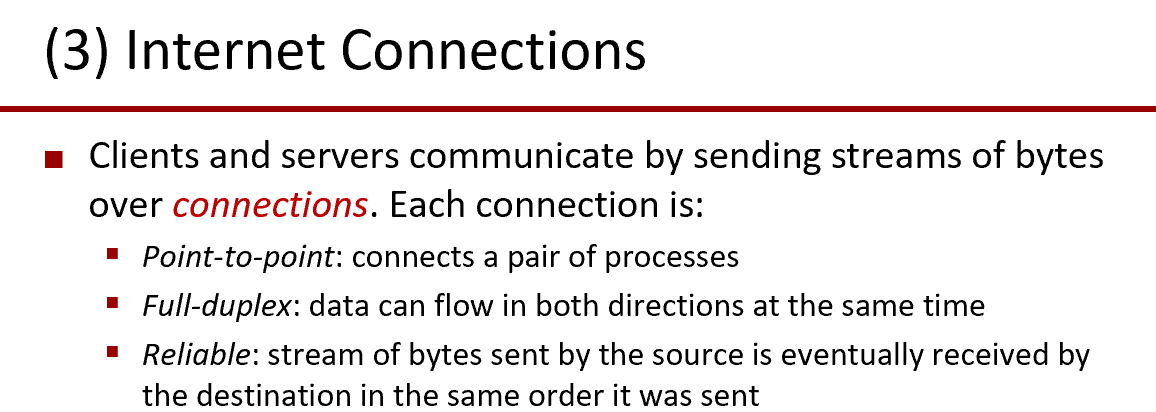 (3) Internet Connections
Clients and servers communicate by sending streams of bytes
over connections. Each connection is:
Point-to-point: connects a pair of processes
Full-duplex: data can flow in both directions at the same time
Reliable: stream of bytes sent by the source is eventually received by
the destination in the same order it was sent